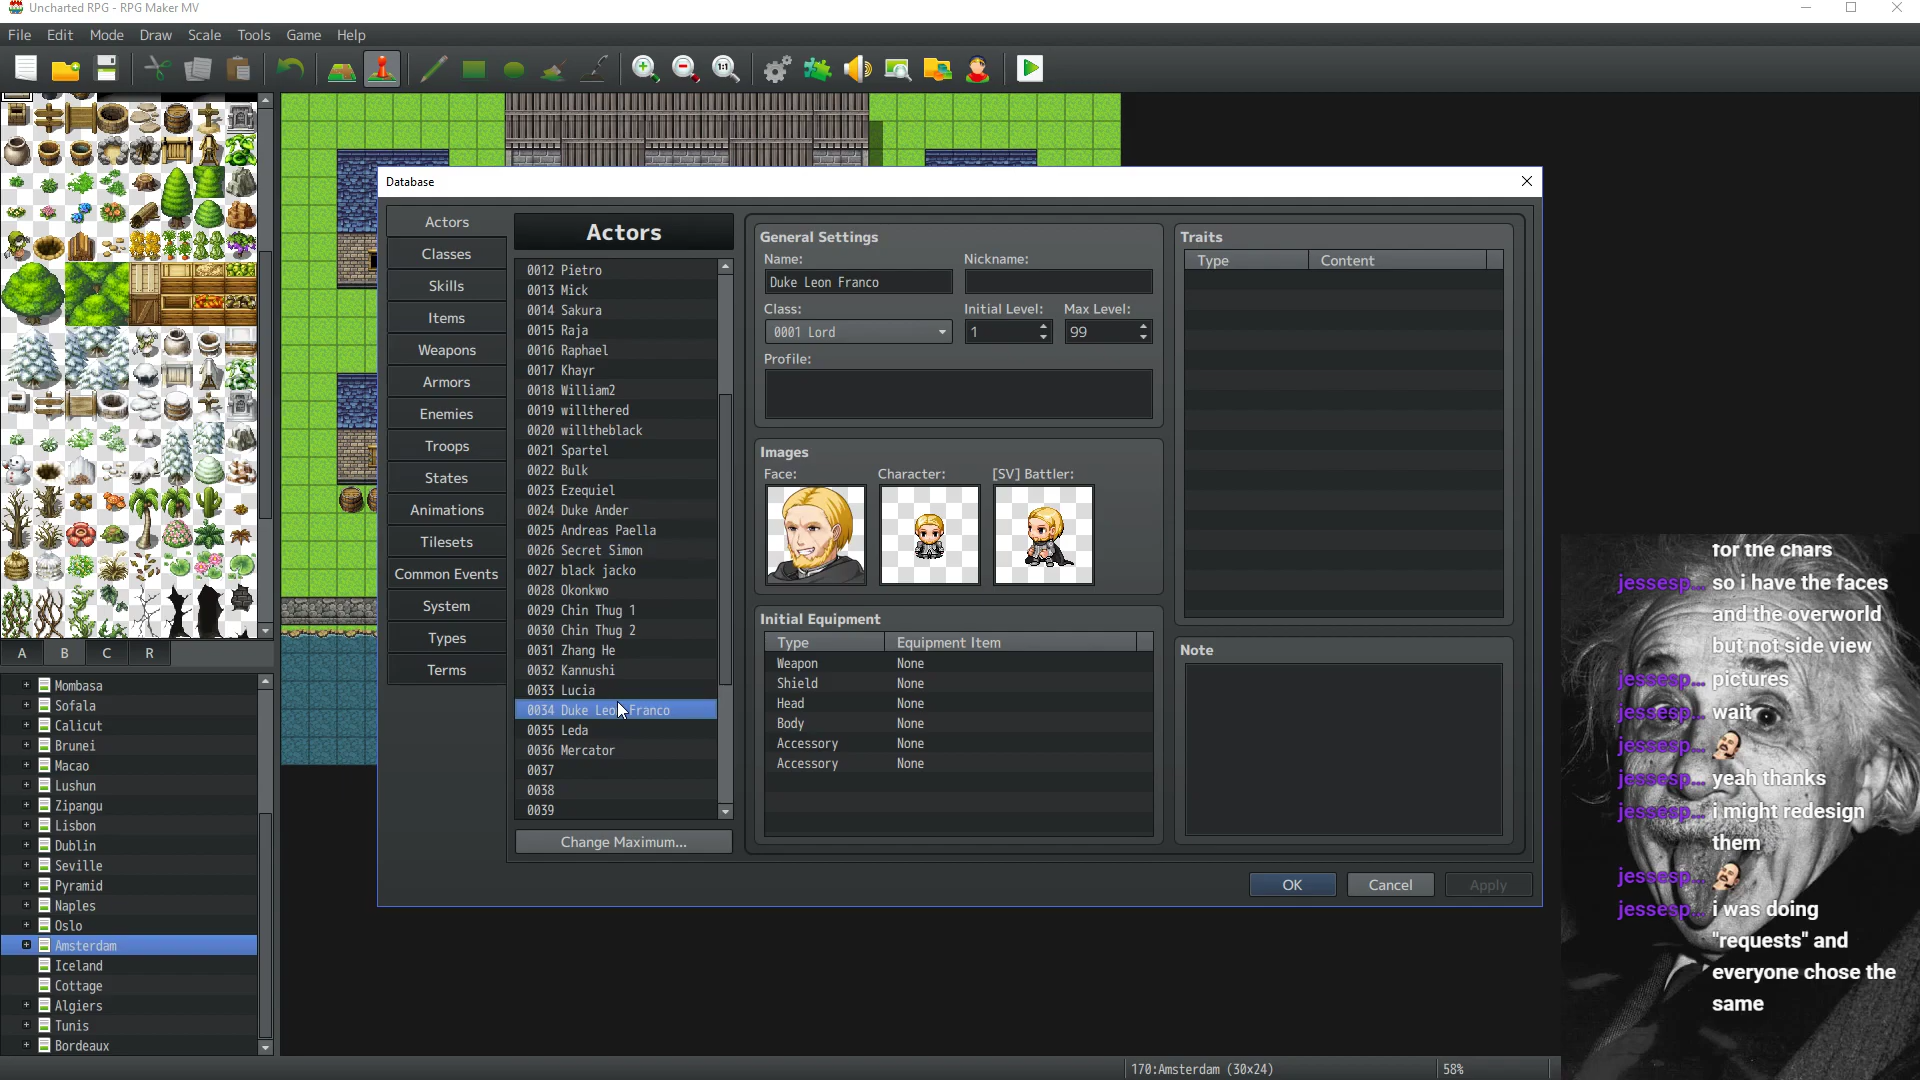 Uncharted RPG - RPG Maker MV
File Edit Mode Draw Scale Tools Game Help
1:1
A B C R
Mombasa
Sofala
Calicut
Brunei
Macao
Lushun
Zipangu
Lisbon
Dublin
Seville
Pyramid
Naples
Oslo
Amsterdam
Iceland
Cottage
Algiers
Tunis
Bordeaux
Database
Actors
Classes
Skills
Items
Weapons
Armors
Enemies
Troops
States
Animations
Tilesets
Common Events
System
Types
Terms
Actors
0012 Pietro
0013 Mick
0014 Sakura
0015 Raja
0016 Raphael
0017 Khayr
0018 William2
0019 willthered
0020 willtheblack
0021 Spartel
0022 Bulk
0023 Ezequiel
0024 Duke Ander
0025 Andreas Paella
0026 Secret Simon
0027 black jacko
0028 Okonkwo
0029 Chin Thug 1
0030 Chin Thug 2
0031 Zhang He
0032 Kannushi
0033 Lucia
0034 Duke Leon Franco
0035 Leda
0036 Mercator
0037
0038
0039
Change Maximum...
General Settings
Name: Nickname:
Duke Leon Franco
Class: Initial Level: Max Level:
0001 Lord 1 99
Profile:
Images
Face: Character: [SV] Battler:
Initial Equipment
Type Equipment Item
Weapon None
Shield None
Head None
Body None
Accessory None
Accessory None
Traits
Type Content
Note
OK Cancel Apply
for the chars
jessesp... so i have the faces
and the overworld
but not side view
jessesp... pictures
jessesp... wait
jessesp...
jessesp... yeah thanks
jessesp... i might redesign
them
jessesp...
jessesp... i was doing
"requests" and
everyone chose the
same
170:Amsterdam (30x24) 58%